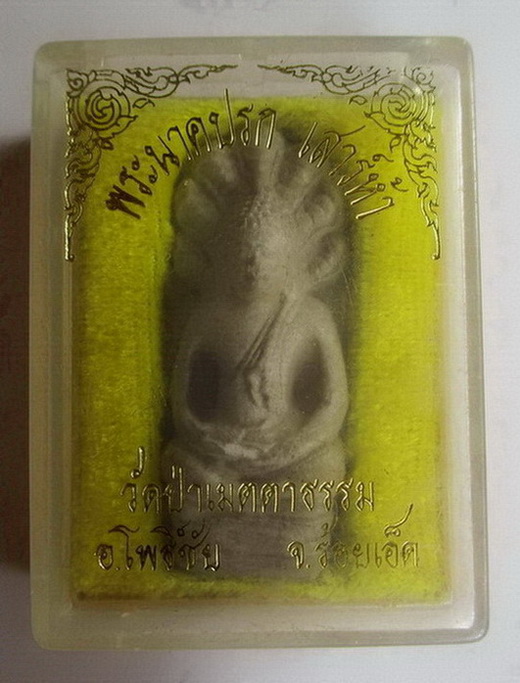 พระนาคปรก เสาร์ห้า
วัดป่าเมตตาธรรม
อ.โพธิ์ชัย จ.ร้อยเอ็ด